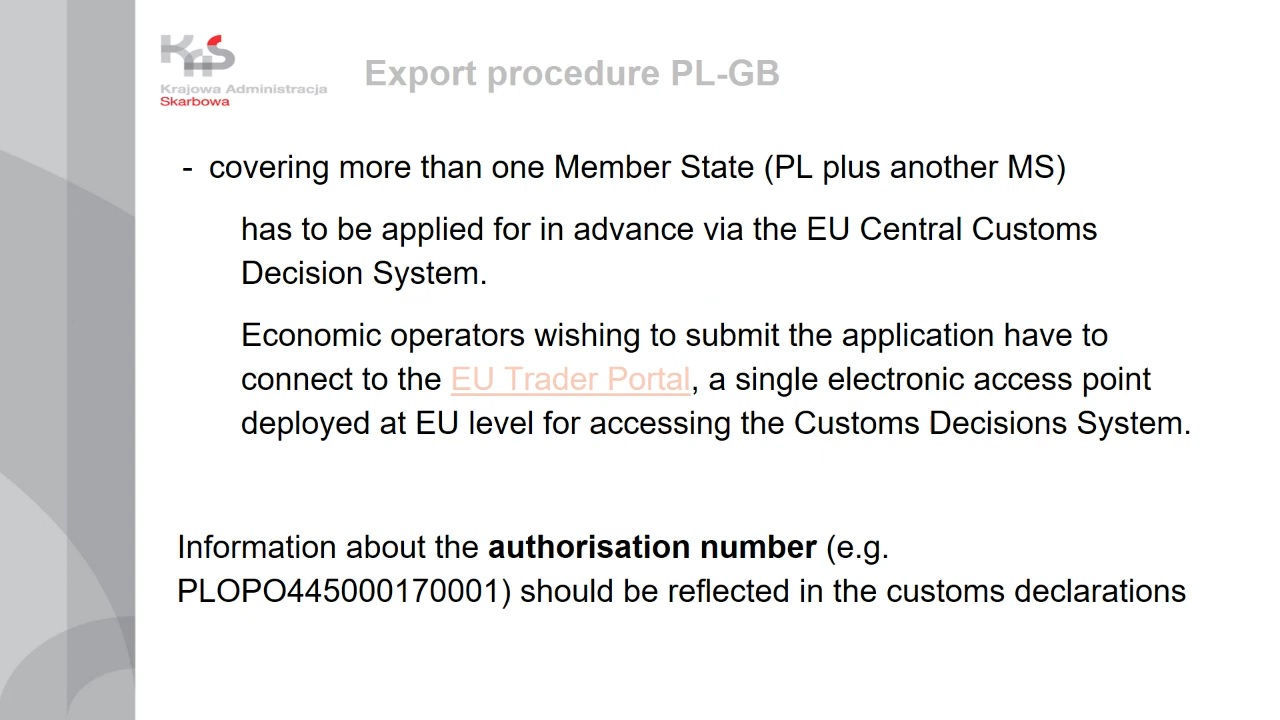 KAS
Krajowa Administracja
Skarbowa
Export procedure PL-GB
- covering more than one Member State (PL plus another MS)
has to be applied for in advance via the EU Central Customs
Decision System.
Economic operators wishing to submit the application have to
connect to the EU Trader Portal, a single electronic access point
deployed at EU level for accessing the Customs Decisions System.
Information about the authorisation number (e.g.
PLOPO445000170001) should be reflected in the customs declarations